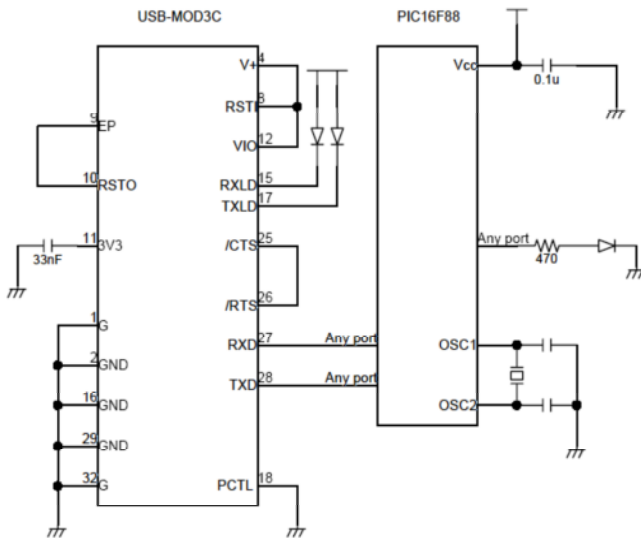 USB-MOD3C
PIC16F88
V+
4
RSTI
8
VIO
12
RXLD
15
TXLD
17
/CTS
25
/RTS
26
RXD
27
TXD
28
PCTL
18
EP
10
RSTO
11
3V3
33nF
1
G
2
GND
16
GND
29
GND
32
G
Any port
Any port
Vcc
0.1u
Any port
470
OSC1
OSC2